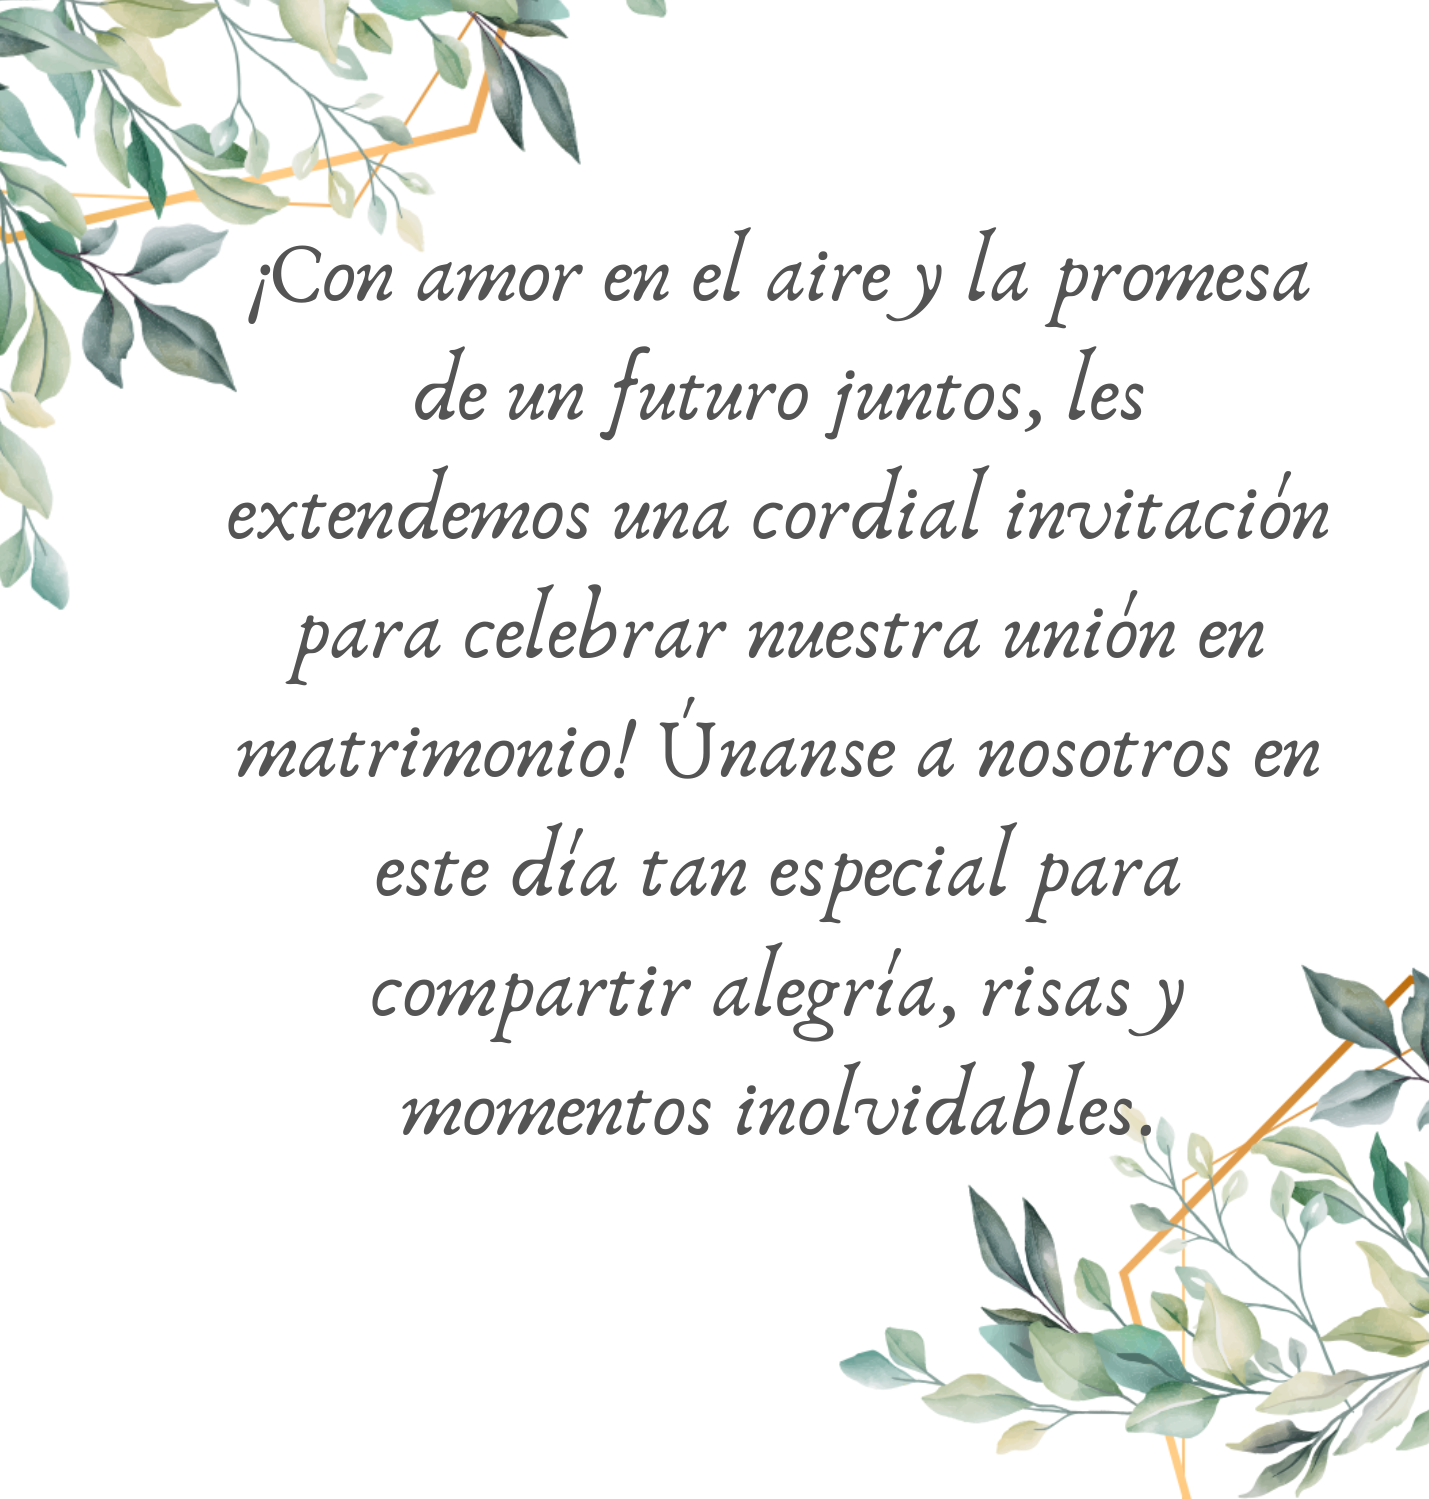 ¡Con amor en el aire y la promesa
de un futuro juntos, les
extendemos una cordial invitación
para celebrar nuestra unión en
matrimonio! Únanse a nosotros en
este día tan especial para
compartir alegría, risas y
momentos inolvidables.